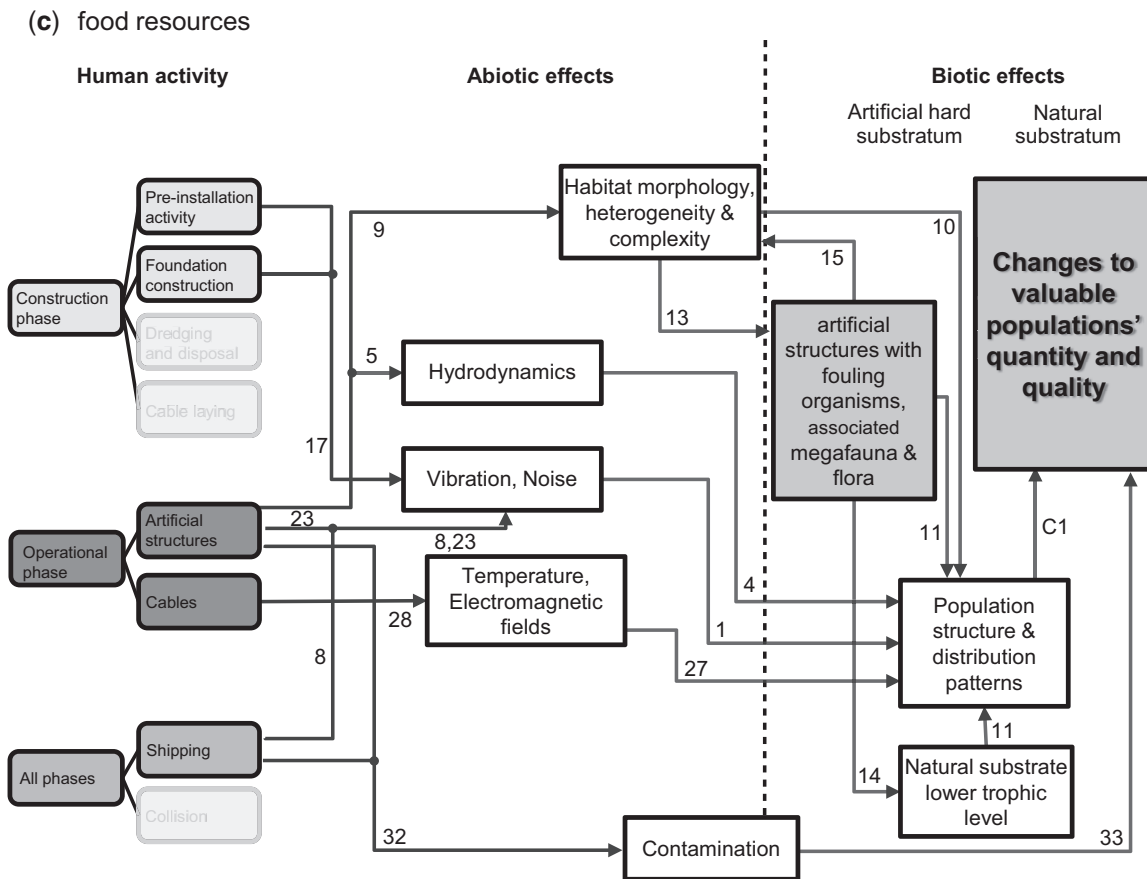 (c) food resources
Human activity
Abiotic effects
Biotic effects
Artificial hard
substratum
Natural
substratum
Pre-installation
activity
Foundation
construction
Construction
phase
Dredging
and disposal
Cable laying
Artificial
structures
Operational
phase
Cables
Shipping
All phases
Collision
Habitat morphology,
heterogeneity &
complexity
Hydrodynamics
Vibration, Noise
Temperature,
Electromagnetic
fields
Contamination
artificial
structures with
fouling
organisms,
associated
megafauna &
flora
Changes to
valuable
populations’
quantity and
quality
Population
structure &
distribution
patterns
Natural substrate
lower trophic
level
9
10
15
13
5
17
23
8,23
11
C1
4
28
1
8
27
11
14
32
33